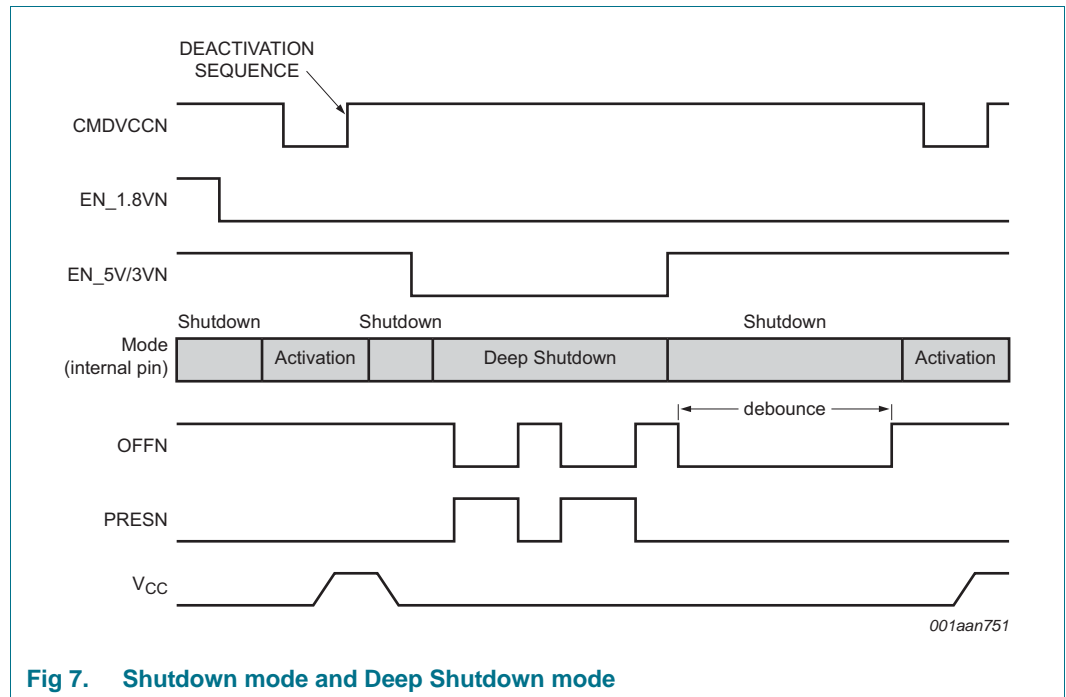 DEACTIVATION
SEQUENCE
CMDVCCN
EN_1.8VN
EN_5V/3VN
Shutdown Shutdown Shutdown
Mode
(internal pin)
Activation Deep Shutdown Activation
debounce
OFFN
PRESN
VCC
001aan751
Fig 7. Shutdown mode and Deep Shutdown mode